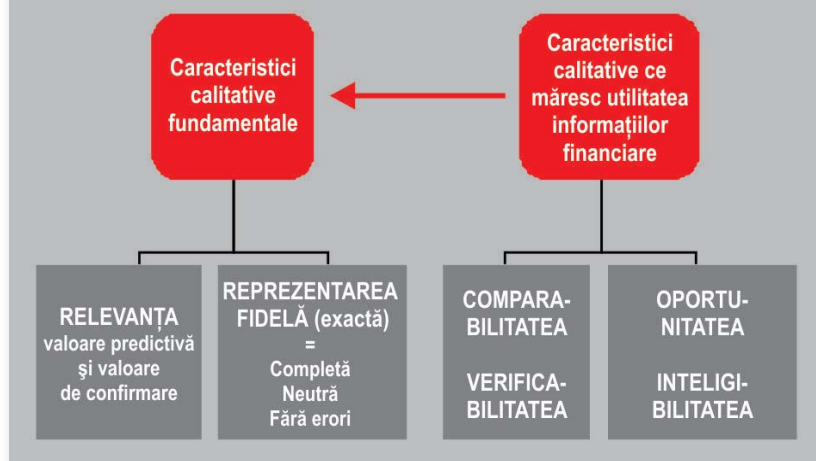 Caracteristici
calitative
fundamentale
Caracteristici
calitative ce
măresc utilitatea
informațiilor
financiare
RELEVANȚA
valoare predictivă
şi valoare
de confirmare
REPREZENTAREA
FIDELĂ (exactă)
=
Completă
Neutră
Fără erori
COMPARA-
BILITATEA
VERIFICA-
BILITATEA
OPORTU-
NITATEA
INTELIGI-
BILITATEA